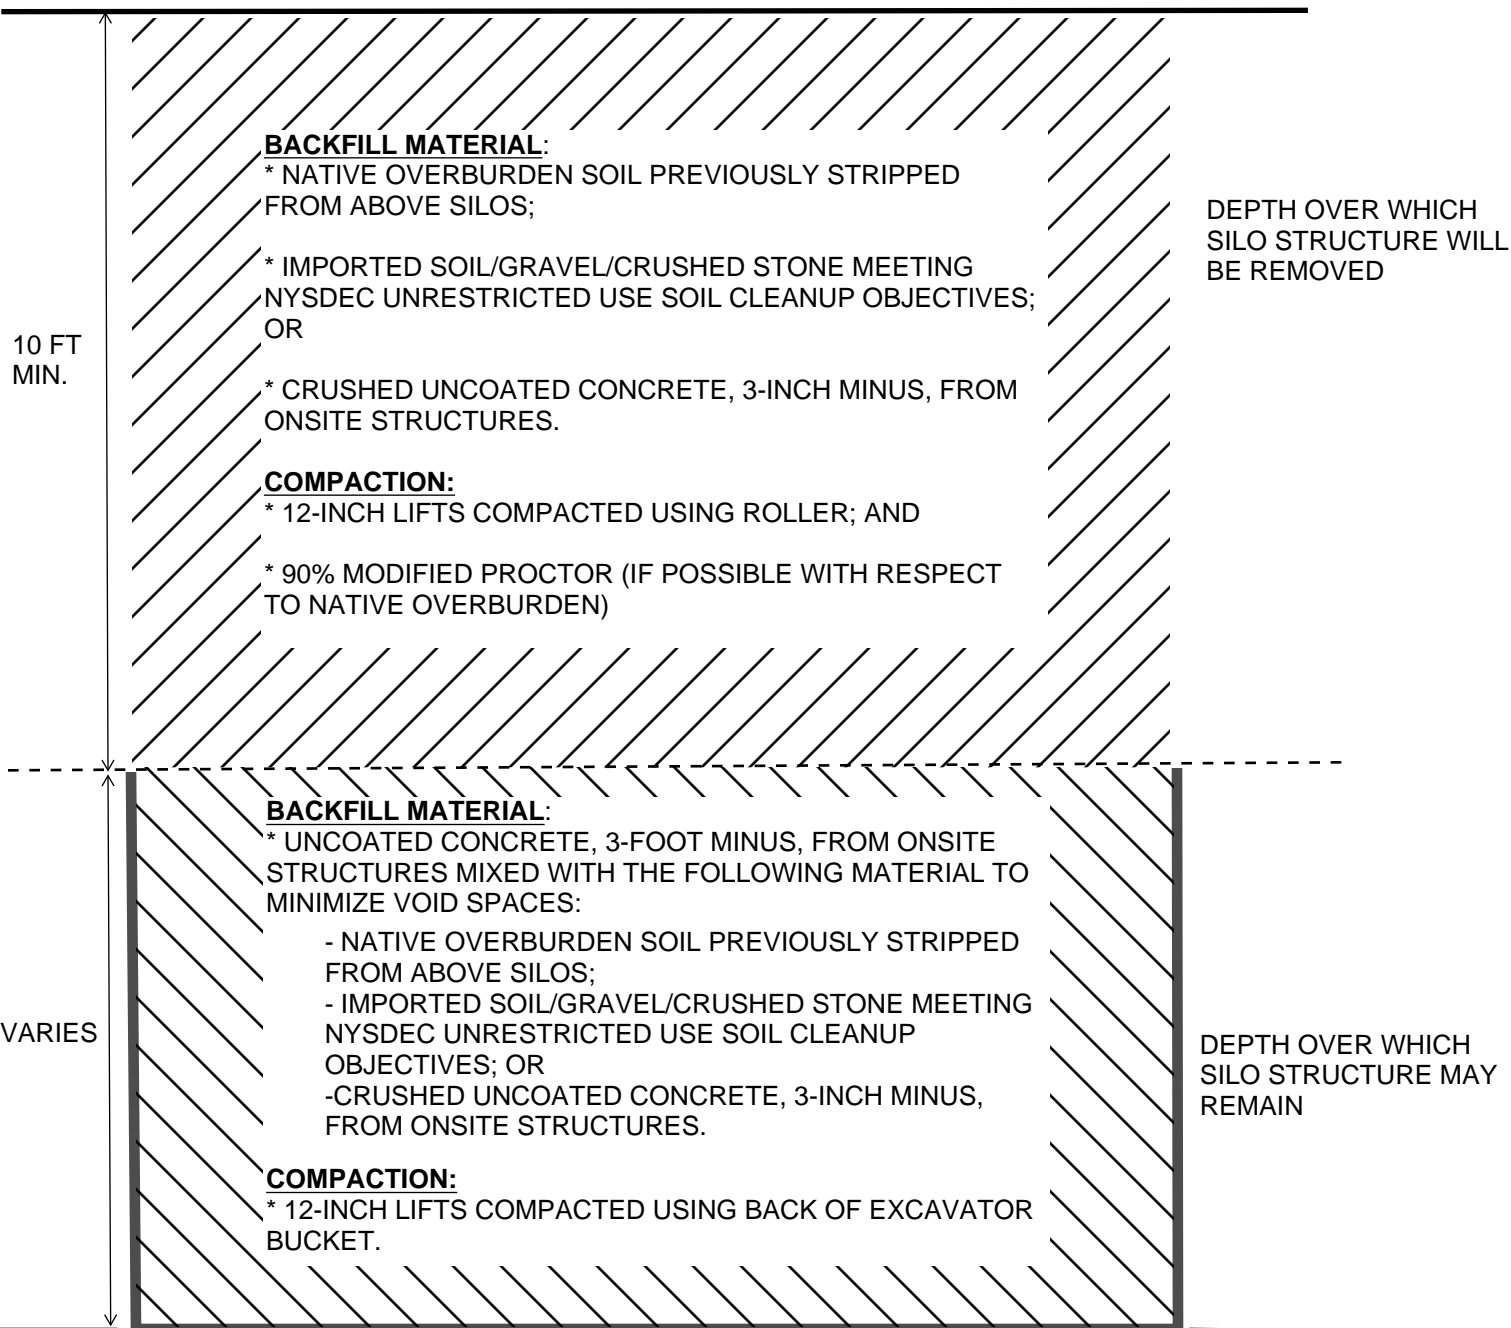 BACKFILL MATERIAL:
* NATIVE OVERBURDEN SOIL PREVIOUSLY STRIPPED
FROM ABOVE SILOS;
* IMPORTED SOIL/GRAVEL/CRUSHED STONE MEETING
NYSDEC UNRESTRICTED USE SOIL CLEANUP OBJECTIVES;
OR
* CRUSHED UNCOATED CONCRETE, 3-INCH MINUS, FROM
ONSITE STRUCTURES.
COMPACTION:
* 12-INCH LIFTS COMPACTED USING ROLLER; AND
* 90% MODIFIED PROCTOR (IF POSSIBLE WITH RESPECT
TO NATIVE OVERBURDEN)
10 FT
MIN.
DEPTH OVER WHICH
SILO STRUCTURE WILL
BE REMOVED
BACKFILL MATERIAL:
* UNCOATED CONCRETE, 3-FOOT MINUS, FROM ONSITE
STRUCTURES MIXED WITH THE FOLLOWING MATERIAL TO
MINIMIZE VOID SPACES:
- NATIVE OVERBURDEN SOIL PREVIOUSLY STRIPPED
FROM ABOVE SILOS;
- IMPORTED SOIL/GRAVEL/CRUSHED STONE MEETING
NYSDEC UNRESTRICTED USE SOIL CLEANUP
OBJECTIVES; OR
-CRUSHED UNCOATED CONCRETE, 3-INCH MINUS,
FROM ONSITE STRUCTURES.
COMPACTION:
* 12-INCH LIFTS COMPACTED USING BACK OF EXCAVATOR
BUCKET.
VARIES
DEPTH OVER WHICH
SILO STRUCTURE MAY
REMAIN